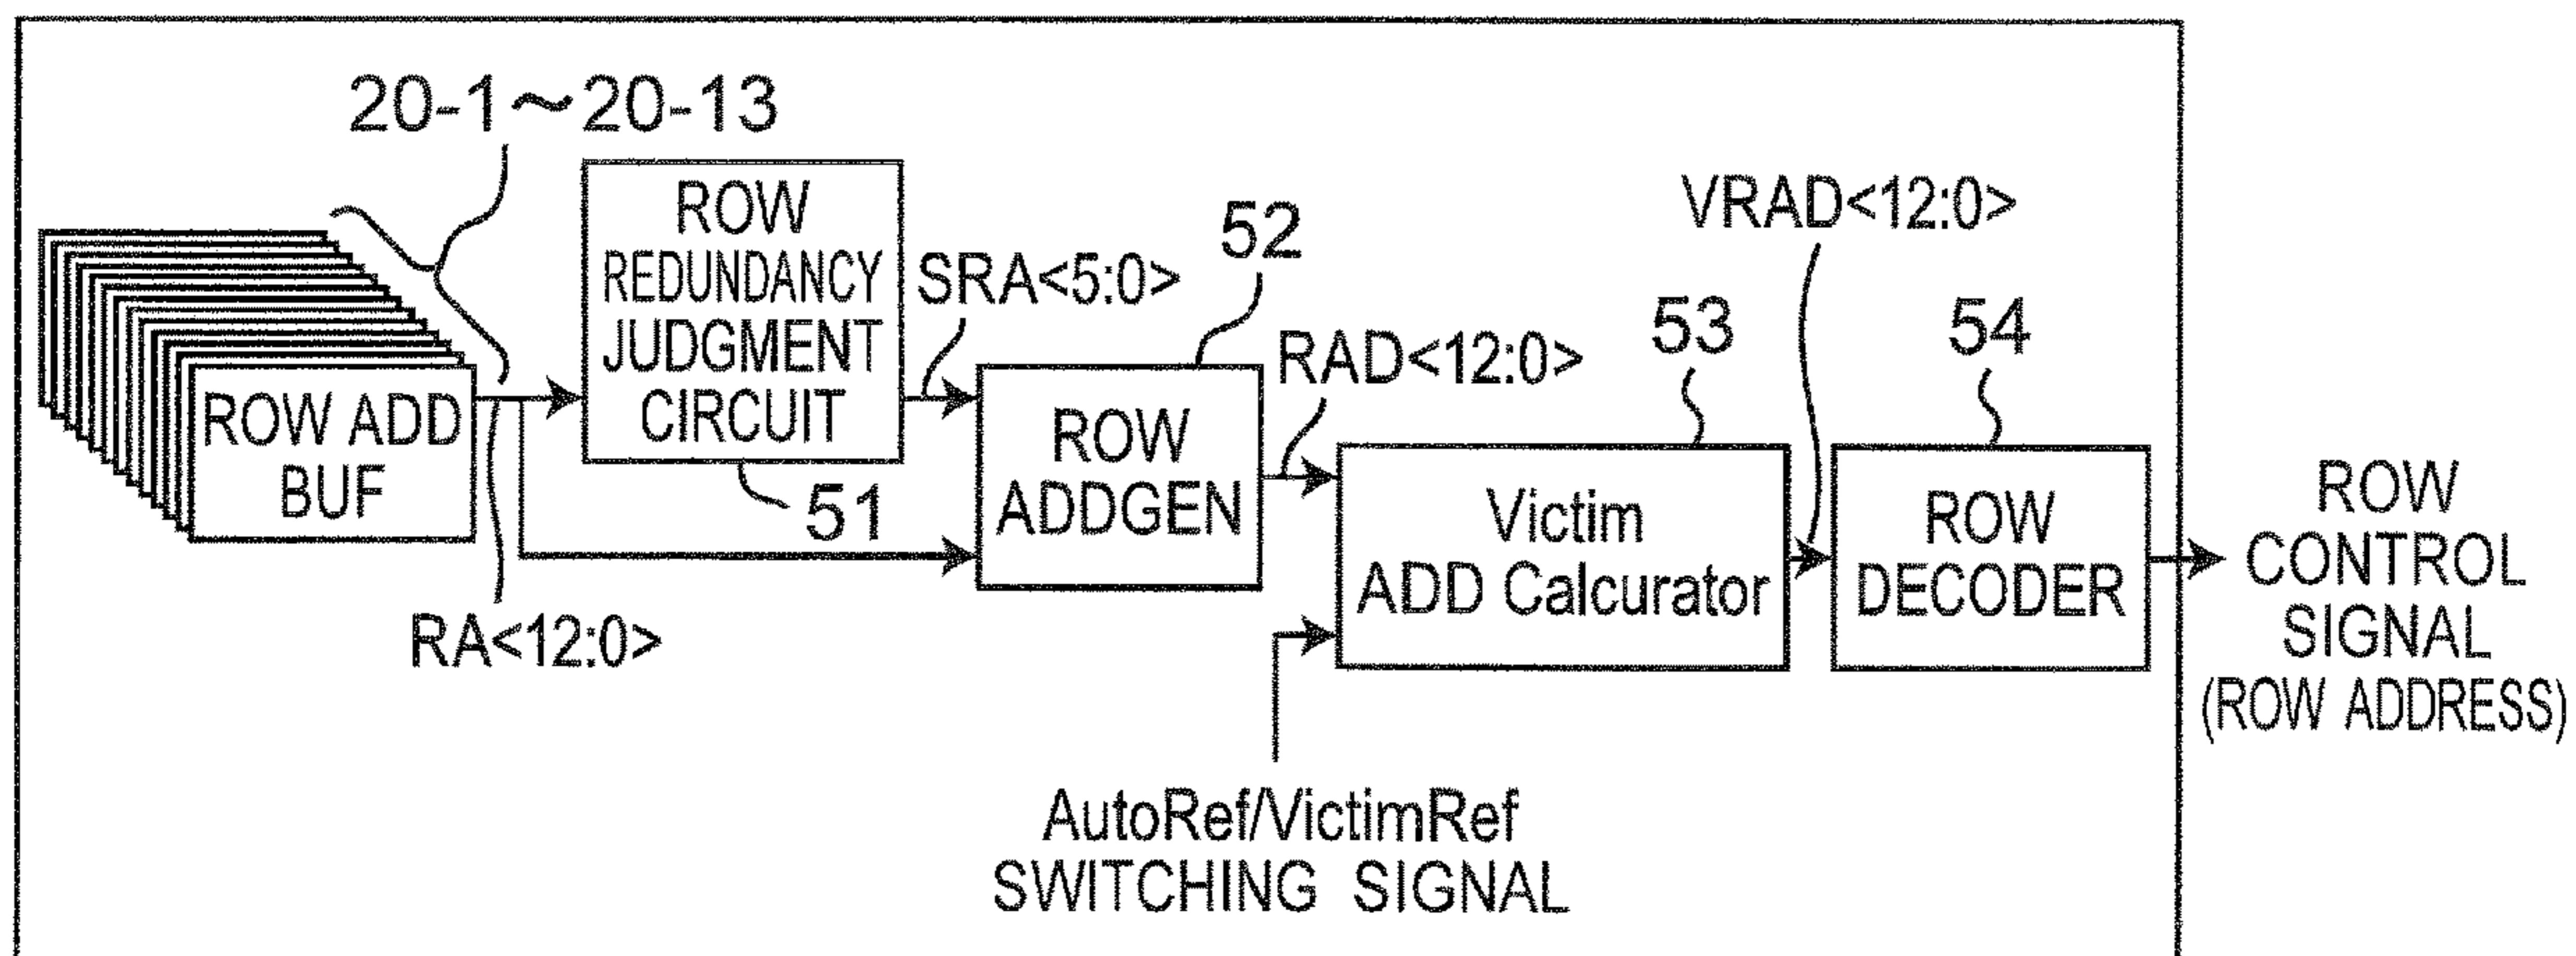 20-1~20-13
ROW ADD
BUF
RA<12:0>
ROW
REDUNDANCY
JUDGMENT
CIRCUIT
51
SRA<5:0>
52
ROW
ADDGEN
RAD<12:0>
53
Victim
ADD Calcurator
AutoRef/VictimRef
SWITCHING SIGNAL
VRAD<12:0>
54
ROW
DECODER
ROW
CONTROL
SIGNAL
(ROW ADDRESS)